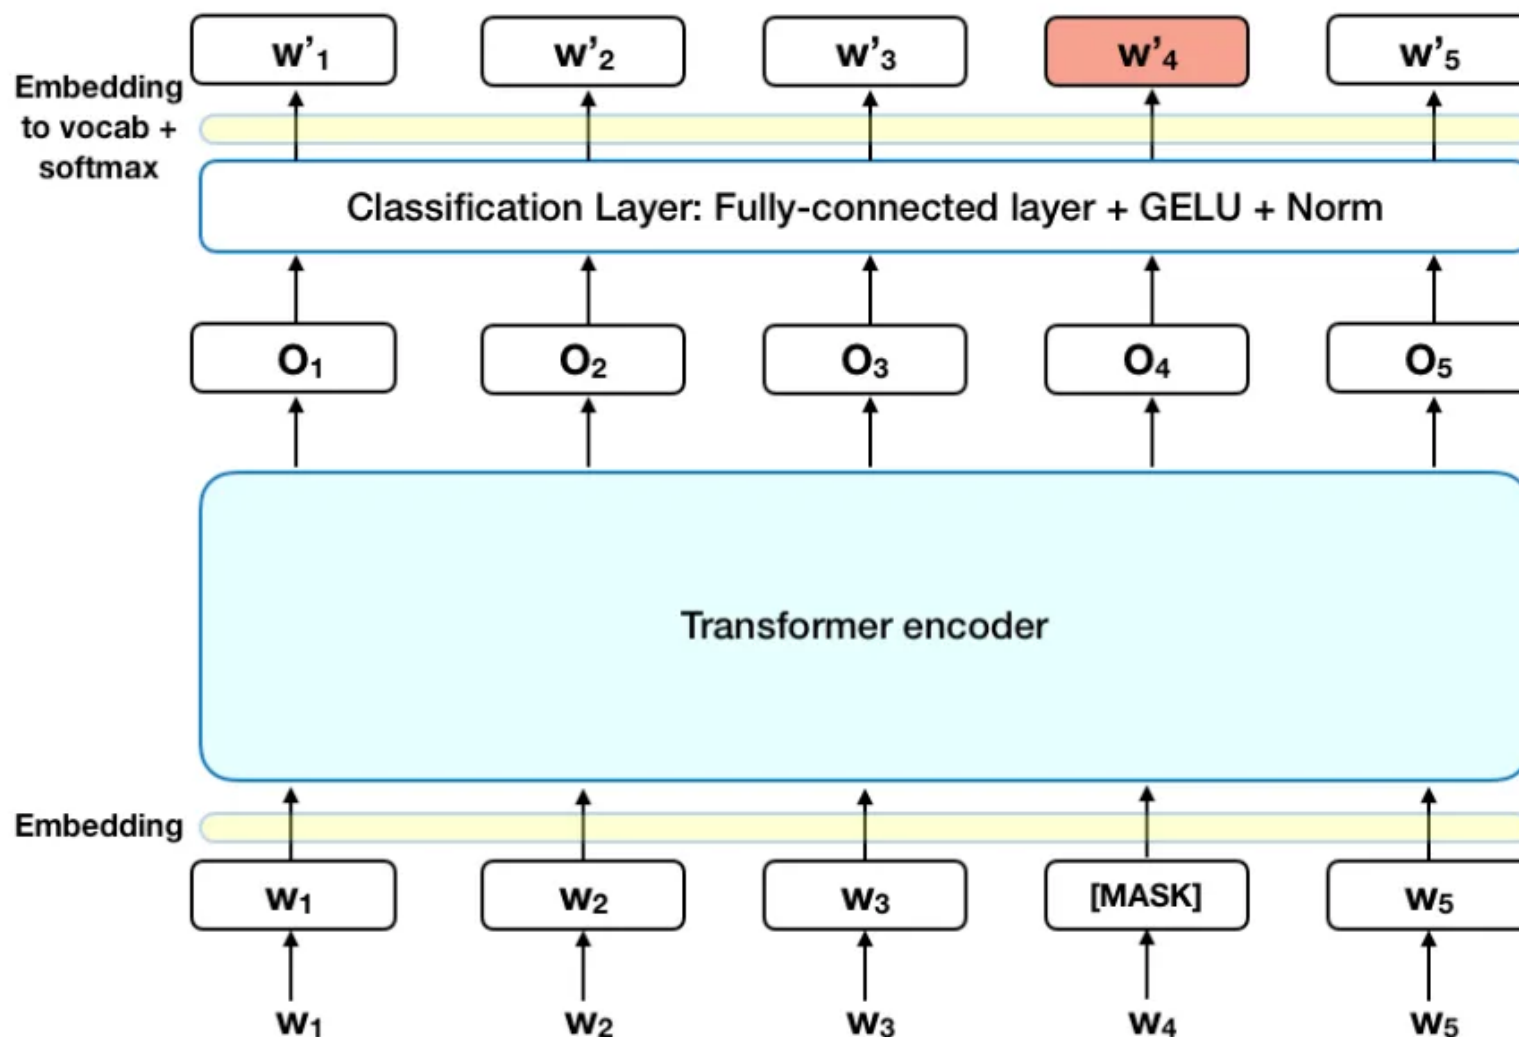 w’₁ w’₂ w’₃ w’₄ w’₅
Embedding
to vocab +
softmax
Classification Layer: Fully-connected layer + GELU + Norm
O₁ O₂ O₃ O₄ O₅
Transformer encoder
Embedding
w₁ w₂ w₃ [MASK] w₅
w₁ w₂ w₃ w₄ w₅